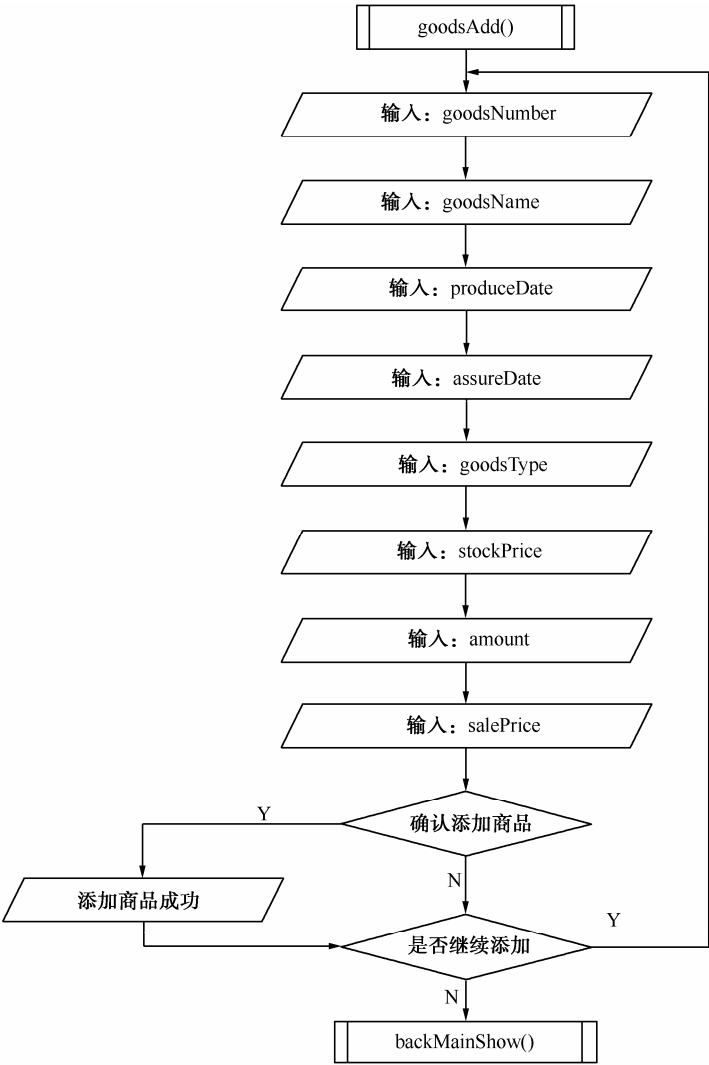 goodsAdd()
输入：goodsNumber
输入：goodsName
输入：produceDate
输入：assureDate
输入：goodsType
输入：stockPrice
输入：amount
输入：salePrice
确认添加商品
Y
N
添加商品成功
是否继续添加
Y
N
backMainShow()